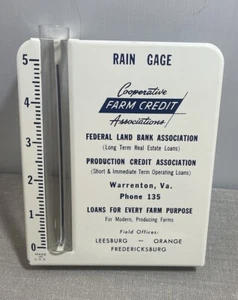 RAIN GAGE
Cooperative
FARM CREDIT
Associations
FEDERAL LAND BANK ASSOCIATION
(Long Term Real Estate Loans)
PRODUCTION CREDIT ASSOCIATION
(Short & Immediate Term Operating Loans)
Warrenton, Va.
Phone 135
LOANS FOR EVERY FARM PURPOSE
For Modern, Producing Farms
Field Offices:
LEESBURG — ORANGE
FREDERICKSBURG
5
4
3
2
1
0
MADE
IN
U.S.A.